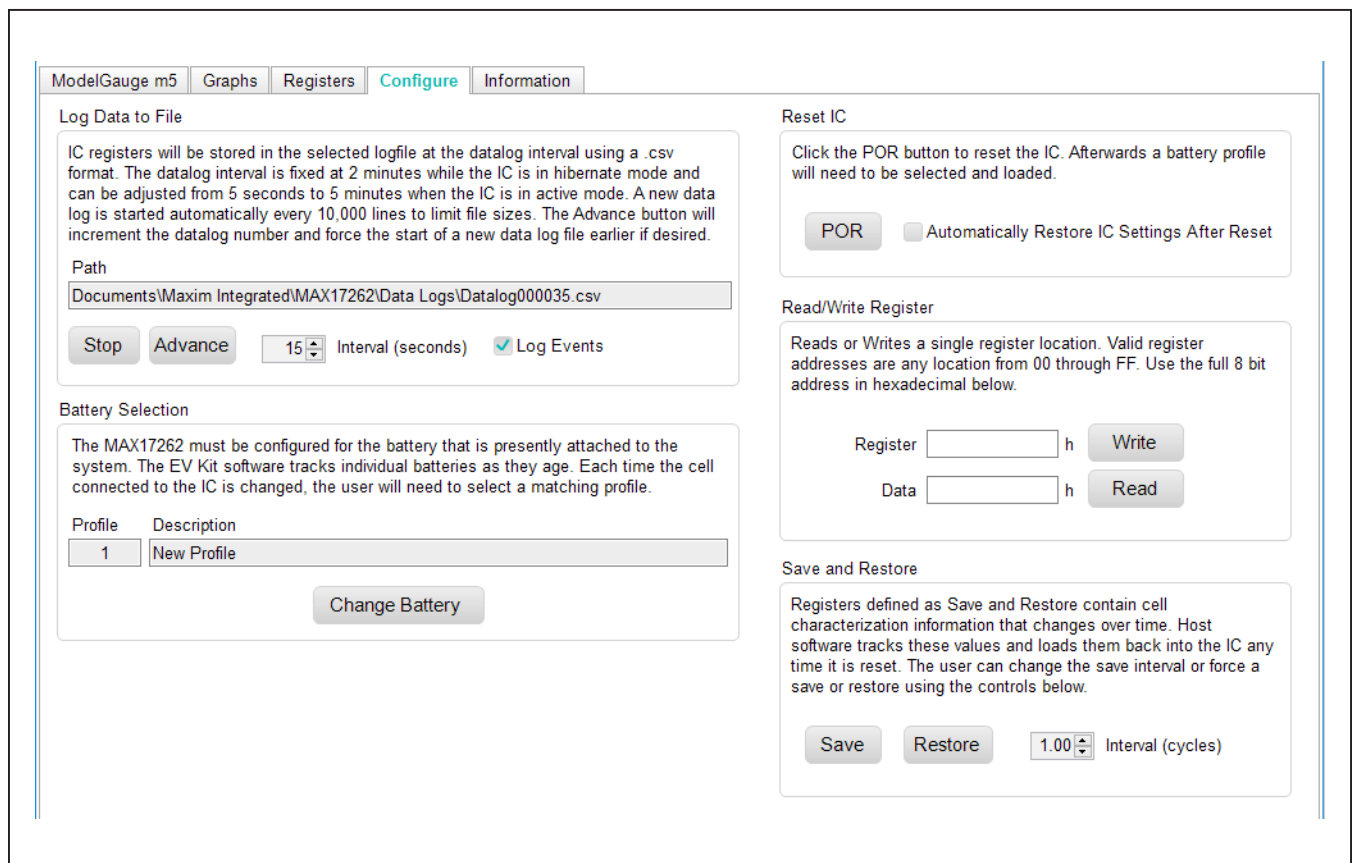 ModelGauge m5 Graphs Registers Configure Information
Log Data to File
IC registers will be stored in the selected logfile at the datalog interval using a .csv
format. The datalog interval is fixed at 2 minutes while the IC is in hibernate mode and
can be adjusted from 5 seconds to 5 minutes when the IC is in active mode. A new data
log is started automatically every 10,000 lines to limit file sizes. The Advance button will
increment the datalog number and force the start of a new data log file earlier if desired.
Path
Documents\Maxim Integrated\MAX17262\Data Logs\Datalog000035.csv
Stop Advance 15 Interval (seconds) Log Events
Battery Selection
The MAX17262 must be configured for the battery that is presently attached to the
system. The EV Kit software tracks individual batteries as they age. Each time the cell
connected to the IC is changed, the user will need to select a matching profile.
Profile Description
1 New Profile
Change Battery
Reset IC
Click the POR button to reset the IC. Afterwards a battery profile
will need to be selected and loaded.
POR Automatically Restore IC Settings After Reset
Read/Write Register
Reads or Writes a single register location. Valid register
addresses are any location from 00 through FF. Use the full 8 bit
address in hexadecimal below.
Register h Write
Data h Read
Save and Restore
Registers defined as Save and Restore contain cell
characterization information that changes over time. Host
software tracks these values and loads them back into the IC any
time it is reset. The user can change the save interval or force a
save or restore using the controls below.
Save Restore 1.00 Interval (cycles)